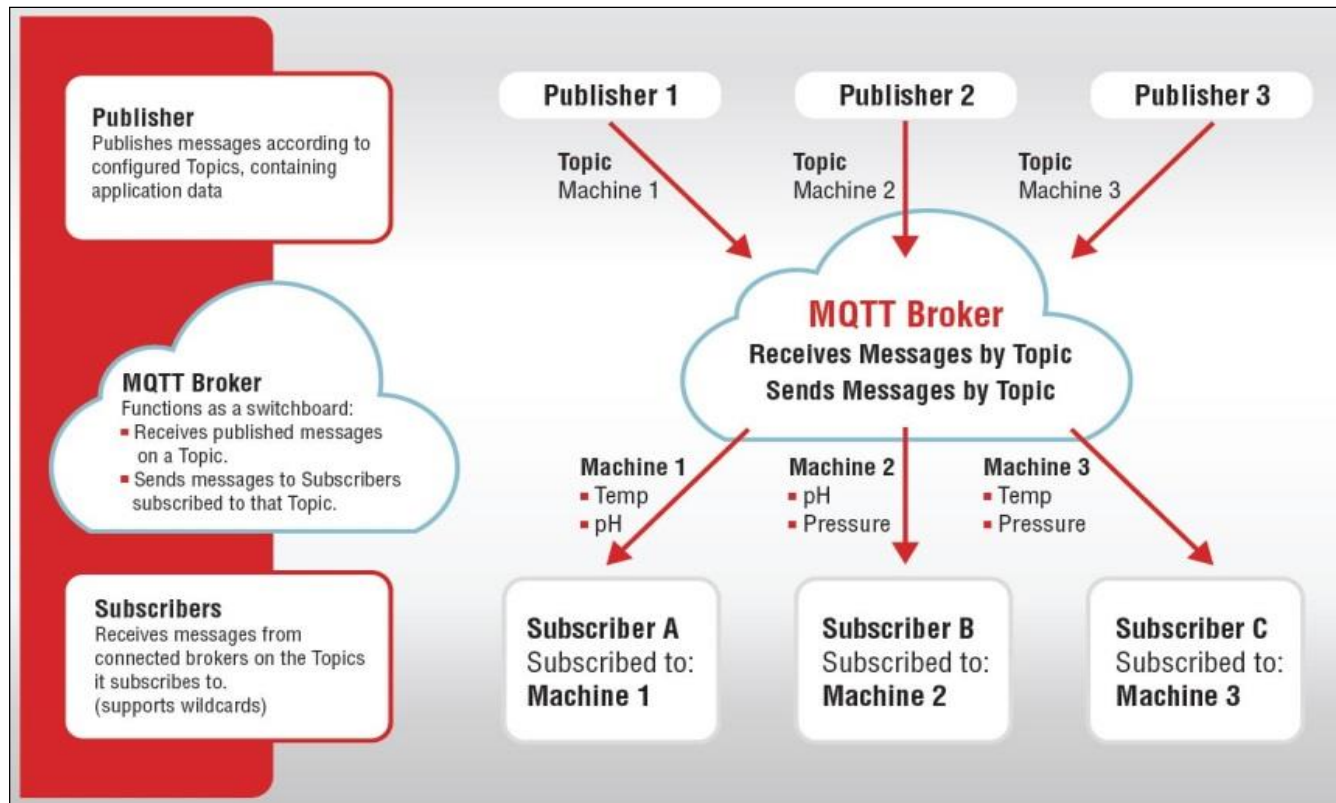 Publisher
Publishes messages according to
configured Topics, containing
application data
MQTT Broker
Functions as a switchboard:
▪ Receives published messages
on a Topic.
▪ Sends messages to Subscribers
subscribed to that Topic.
Subscribers
Receives messages from
connected brokers on the Topics
it subscribes to.
(supports wildcards)
Publisher 1
Publisher 2
Publisher 3
Topic
Machine 1
Topic
Machine 2
Topic
Machine 3
MQTT Broker
Receives Messages by Topic
Sends Messages by Topic
Machine 1
▪ Temp
▪ pH
Machine 2
▪ pH
▪ Pressure
Machine 3
▪ Temp
▪ Pressure
Subscriber A
Subscribed to:
Machine 1
Subscriber B
Subscribed to:
Machine 2
Subscriber C
Subscribed to:
Machine 3